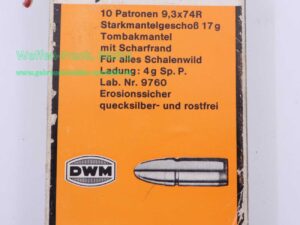 10 Patronen 9,3x74R
Starkmantelgeschoß 17 g
Tombakmantel
mit Scharfrand
Für alles Schalenwild
Ladung: 4 g Sp. P.
Lab. Nr. 9760
Erosionssicher
quecksilber- und rostfrei
DWM